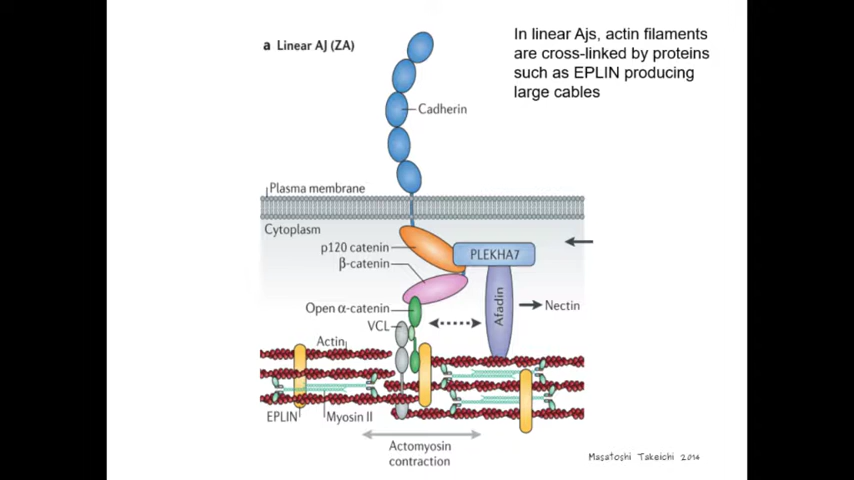 a Linear AJ (ZA)
In linear Ajs, actin filaments
are cross-linked by proteins
such as EPLIN producing
large cables
Cadherin
Plasma membrane
Cytoplasm
p120 catenin
PLEKHA7
β-catenin
Afadin
Nectin
Open α-catenin
VCL
Actin
EPLIN
Myosin II
Actomyosin
contraction
Masatoshi Takeichi 2014